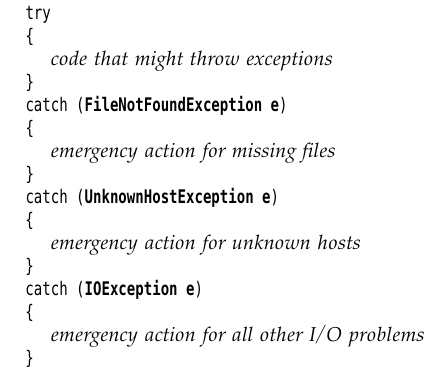 try
{
code that might throw exceptions
}
catch (FileNotFoundException e)
{
emergency action for missing files
}
catch (UnknownHostException e)
{
emergency action for unknown hosts
}
catch (IOException e)
{
emergency action for all other I/O problems
}